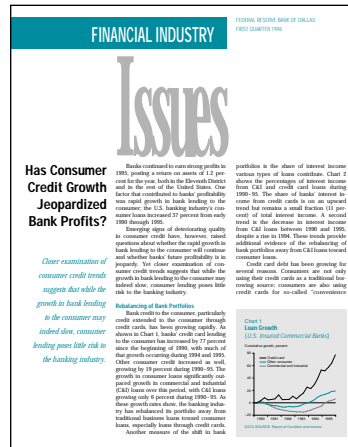 FINANCIAL INDUSTRY
FEDERAL RESERVE BANK OF DALLAS
FIRST QUARTER 1996
Issues
Has Consumer
Credit Growth
Jeopardized
Bank Profits?
Closer examination of
consumer credit trends
suggests that while the
growth in bank lending
to the consumer may
indeed slow, consumer
lending poses little risk to
the banking industry.
Banks continued to earn strong profits in
1995, posting a return on assets of 1.2 per-
cent for the year, both in the Eleventh District
and in the rest of the United States. One
factor that contributed to banks' profitability
was rapid growth in bank lending to the
consumer; the U.S. banking industry's con-
sumer loans increased 37 percent from early
1990 through 1995.
Emerging signs of deteriorating quality
in consumer credit have, however, raised
questions about whether the rapid growth in
bank lending to the consumer will continue
and whether banks' future profitability is in
jeopardy. Yet closer examination of con-
sumer credit trends suggests that while the
growth in bank lending to the consumer may
indeed slow, consumer lending poses little
risk to the banking industry.
Rebalancing of Bank Portfolios
Bank credit to the consumer, particularly
credit extended to the consumer through
credit cards, has been growing rapidly. As
shown in Chart 1, banks' credit card lending
to the consumer has increased by 77 percent
since the beginning of 1990, with much of
that growth occurring during 1994 and 1995.
Other consumer credit increased as well,
growing by 19 percent during 1990–95. The
growth in consumer loans significantly out-
paced growth in commercial and industrial
(C&I) loans over this period, with C&I loans
growing only 6 percent during 1990–95. As
these growth rates show, the banking indus-
try has rebalanced its portfolio away from
traditional business loans toward consumer
loans, especially loans through credit cards.
Another measure of the shift in bank
portfolios is the share of interest income
various types of loans contribute. Chart 2
shows the percentages of interest income
from C&I and credit card loans during
1990–95. The share of banks' interest in-
come from credit cards is on an upward
trend but remains a small fraction (11 per-
cent) of total interest income. A second
trend is the decrease in interest income
from C&I loans between 1990 and 1995,
despite a rise in 1994. These trends provide
additional evidence of the rebalancing of
bank portfolios away from C&I loans toward
consumer loans.
Credit card debt has been growing for
several reasons. Consumers are not only
using their credit cards as a traditional bor-
rowing source; consumers are also using
credit cards for so-called "convenience
Chart 1
Loan Growth
(U.S. Insured Commercial Banks)
Cumulative growth, percent
80
60
40
20
0
-20
Credit card
Other consumer
Commercial and industrial
1990 1991 1992 1993 1994 1995
DATA SOURCE: Report of Condition and Income.